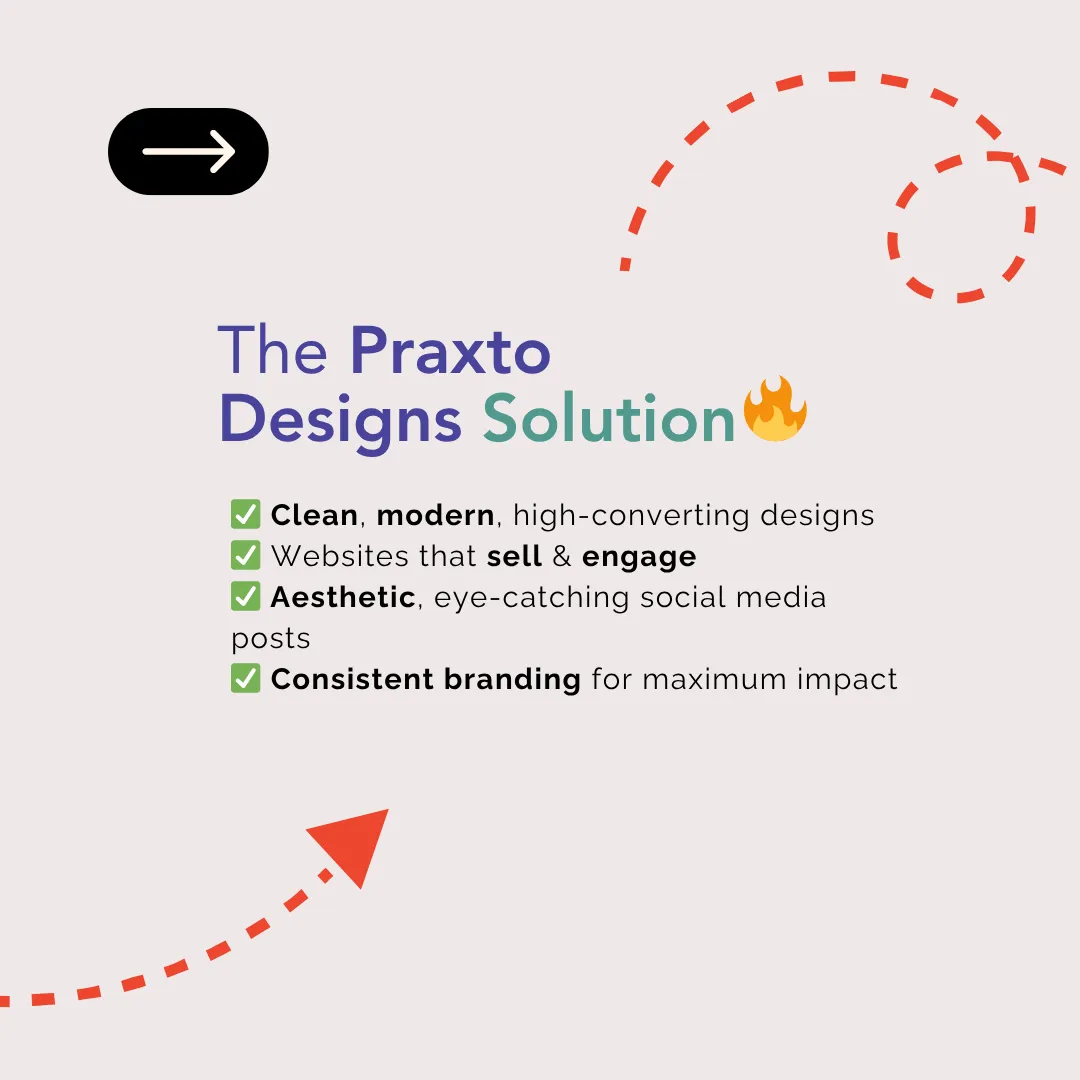 The Praxto
Designs Solution🔥
✅ Clean, modern, high-converting designs
✅ Websites that sell & engage
✅ Aesthetic, eye-catching social media
posts
✅ Consistent branding for maximum impact